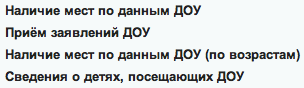 Наличие мест по данным ДОУ
Приём заявлений ДОУ
Наличие мест по данным ДОУ (по возрастам)
Сведения о детях, посещающих ДОУ